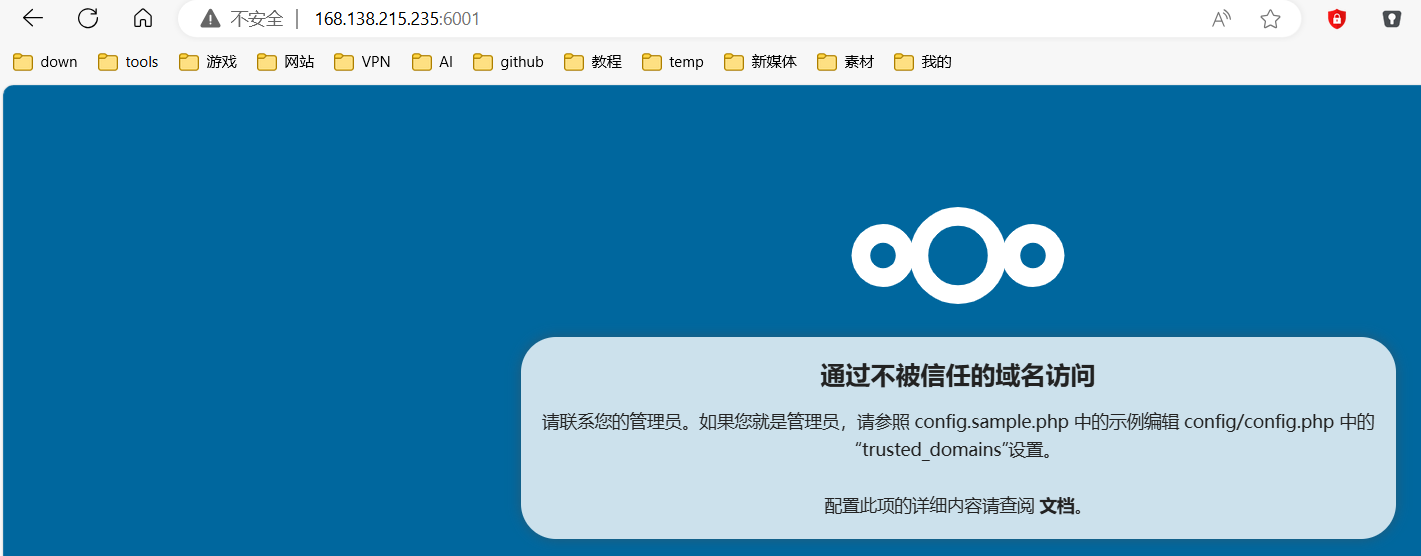 不安全 | 168.138.215.235:6001
down tools 游戏 网站 VPN AI github 教程 temp 新媒体 素材 我的
通过不被信任的域名访问
请联系您的管理员。如果您就是管理员，请参照 config.sample.php 中的示例编辑 config/config.php 中的
“trusted_domains”设置。
配置此项的详细内容请查阅 文档。